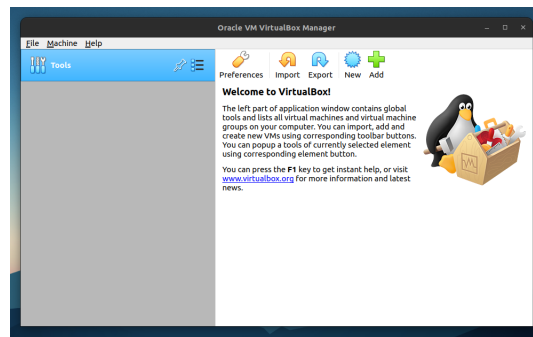 Oracle VM VirtualBox Manager
File Machine Help
Tools
Preferences Import Export New Add
Welcome to VirtualBox!
The left part of application window contains global
tools and lists all virtual machines and virtual machine
groups on your computer. You can import, add and
create new VMs using corresponding toolbar buttons.
You can popup a tools of currently selected element
using corresponding element button.
You can press the F1 key to get instant help, or visit
www.virtualbox.org for more information and latest
news.